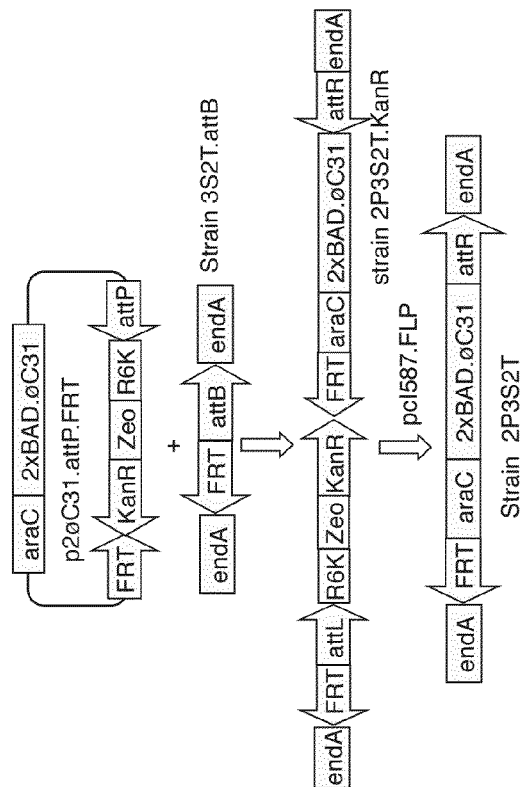 araC 2xBAD.øC31
p2øC31.attP.FRT
FRT KanR Zeo R6K attP
+
endA FRT attB endA
Strain 3S2T.attB
endA FRT attL R6K Zeo KanR FRT araC 2xBAD.øC31 attR endA
strain 2P3S2T.KanR
pcI587.FLP
endA FRT araC 2xBAD.øC31 attR endA
Strain 2P3S2T